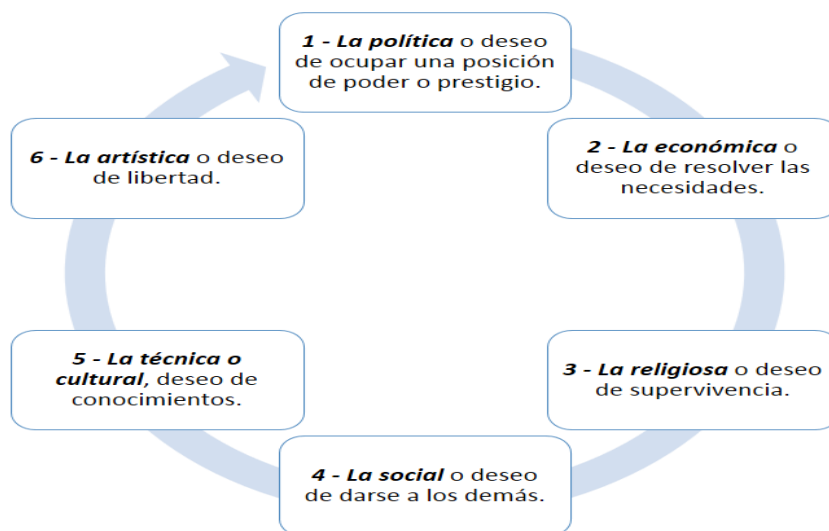 1 - La política o deseo
de ocupar una posición
de poder o prestigio.
2 - La económica o
deseo de resolver las
necesidades.
3 - La religiosa o deseo
de supervivencia.
4 - La social o deseo
de darse a los demás.
5 - La técnica o
cultural, deseo de
conocimientos.
6 - La artística o deseo
de libertad.